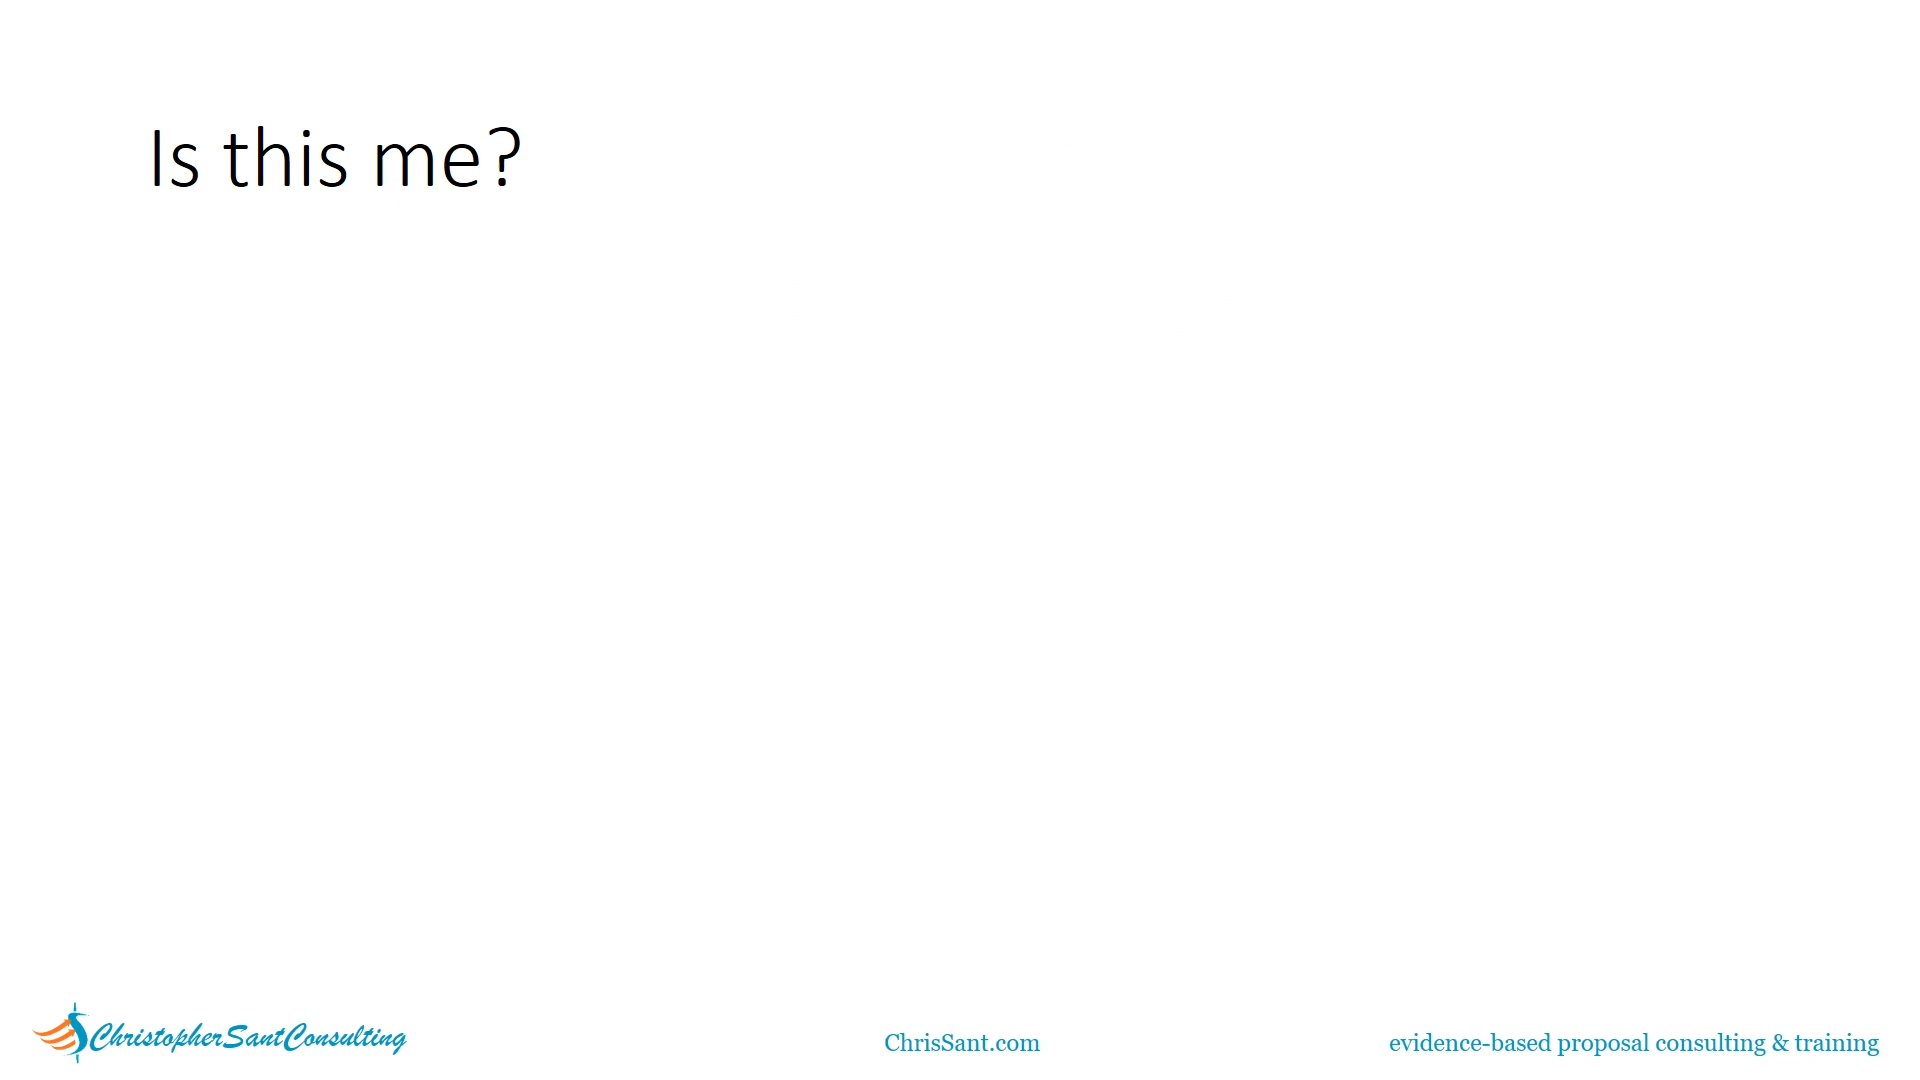 Is this me?
ChristopherSantConsulting
ChrisSant.com
evidence-based proposal consulting & training